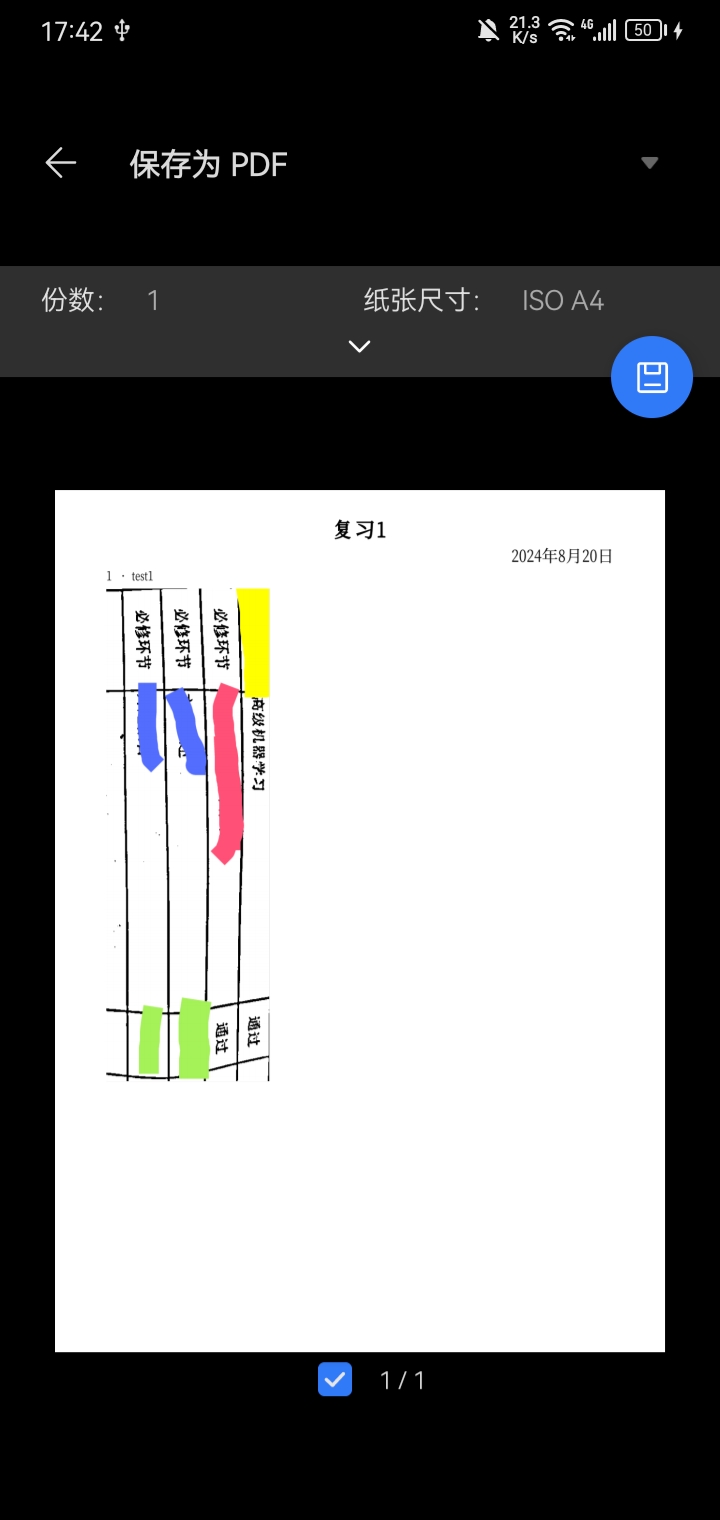 17:42
21.3
K/s
4G
50
保存为 PDF
份数： 1
纸张尺寸： ISO A4
复习1
2024年8月20日
1 · test1
高级机器学习
通过
必修环节
通过
必修环节
必修环节
1 / 1